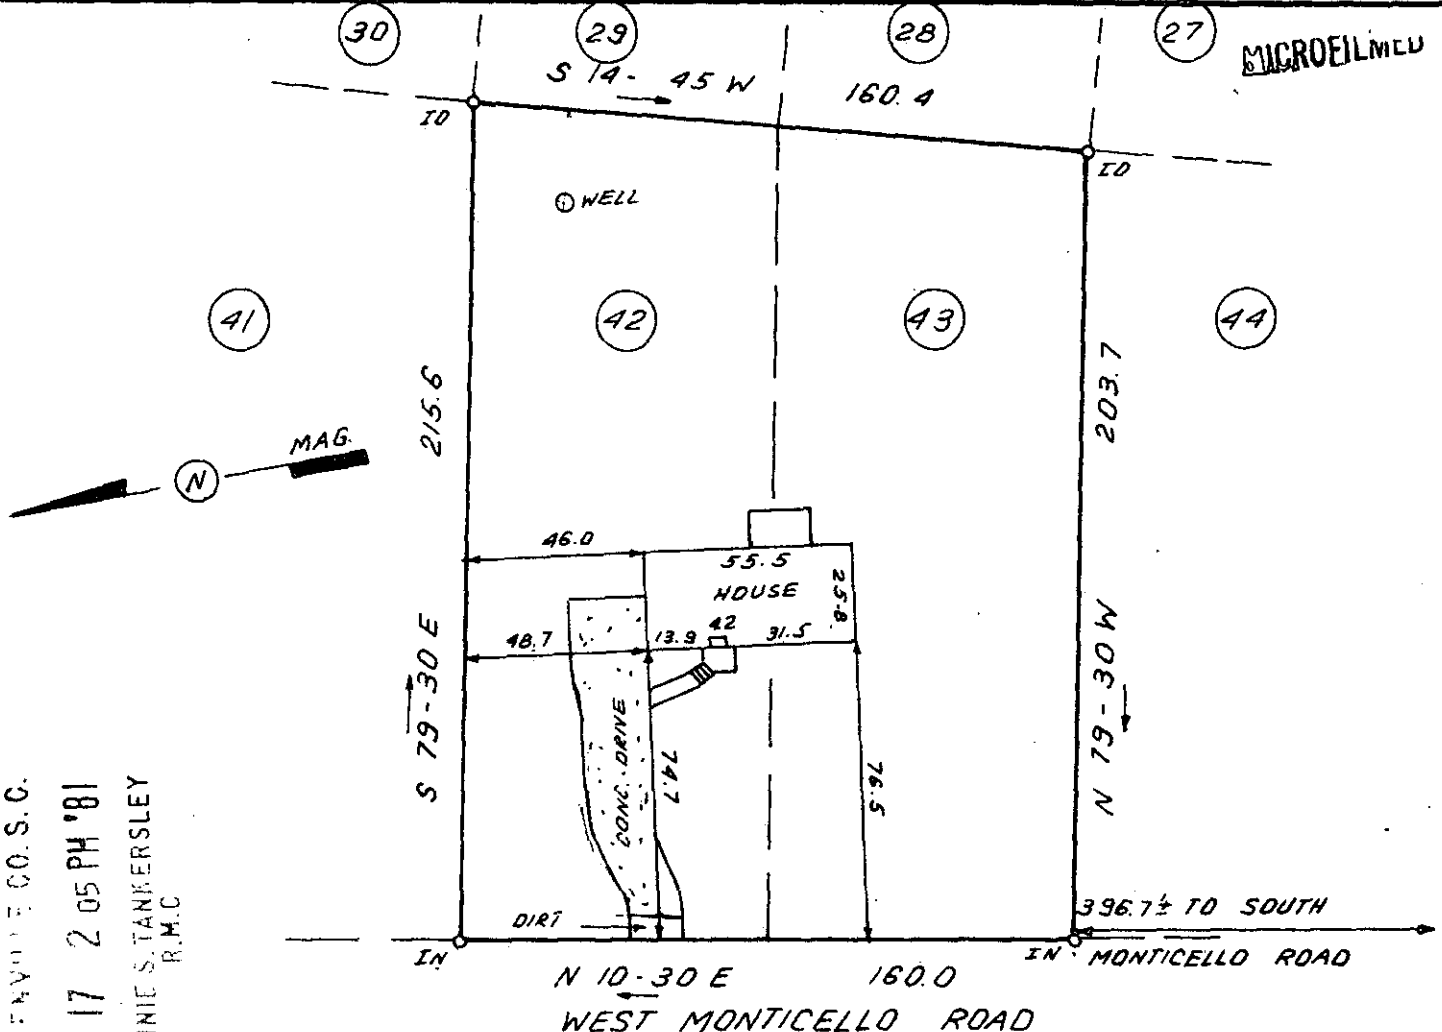 30
29
28
27
S 14- 45 W
160.4
IO
IO
WELL
41
42
43
44
215.6
203.7
MAG.
N
46.0
55.5
HOUSE
25.8
48.7
13.9
42
31.5
S 79-30 E
N 79-30 W
CONC. DRIVE
74.7
76.5
DIRT
396.7± TO SOUTH
MONTICELLO ROAD
IN
IN
N 10-30 E
160.0
WEST MONTICELLO ROAD
CO. S. C.
17 2 05 PM '81
S. TANKERSLEY
R.M.C